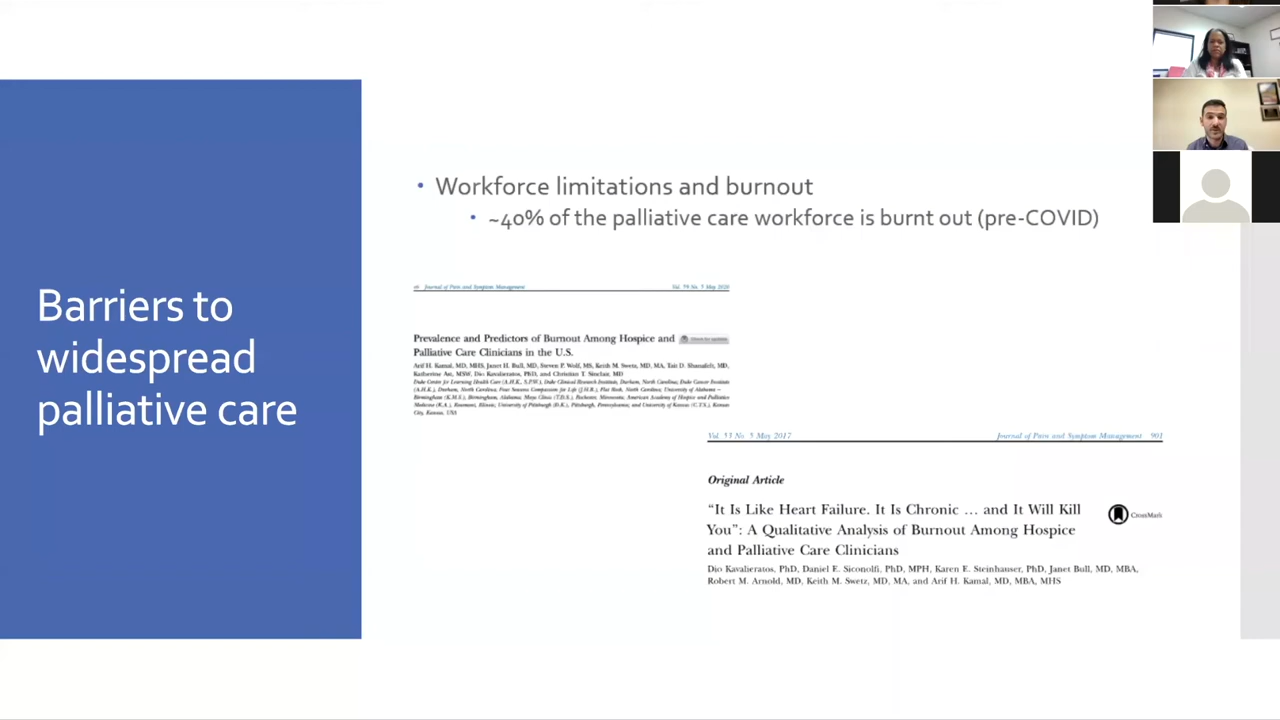 Barriers to
widespread
palliative care
• Workforce limitations and burnout
• ~40% of the palliative care workforce is burnt out (pre-COVID)
Journal of Pain and Symptom Management Vol. 59 No. 5 May 2020
Prevalence and Predictors of Burnout Among Hospice and
Palliative Care Clinicians in the U.S.
Arif H. Kamal, MD, MHS, Janet H. Bull, MD, Steven P. Wolf, MS, Keith M. Swetz, MD, MA, Tait D. Shanafelt, MD,
Katherine Ast, MSW, Dio Kavalieratos, PhD, and Christian T. Sinclair, MD
Duke Center for Learning Health Care (A.H.K., S.P.W.), Duke Clinical Research Institute, Durham, North Carolina; Duke Cancer Institute
(A.H.K.), Durham, North Carolina; Four Seasons Compassion for Life (J.H.B.), Flat Rock, North Carolina; University of Alabama –
Birmingham (K.M.S.), Birmingham, Alabama; Mayo Clinic (T.D.S.), Rochester, Minnesota; American Academy of Hospice and Palliative
Medicine (K.A.), Rosemont, Illinois; University of Pittsburgh (D.K.), Pittsburgh, Pennsylvania; and University of Kansas (C.T.S.), Kansas
City, Kansas, USA
Vol. 53 No. 5 May 2017 Journal of Pain and Symptom Management 901
Original Article
“It Is Like Heart Failure. It Is Chronic … and It Will Kill
You”: A Qualitative Analysis of Burnout Among Hospice
and Palliative Care Clinicians
CrossMark
Dio Kavalieratos, PhD, Daniel E. Siconolfi, PhD, MPH, Karen E. Steinhauser, PhD, Janet Bull, MD, MBA,
Robert M. Arnold, MD, Keith M. Swetz, MD, MA, and Arif H. Kamal, MD, MBA, MHS